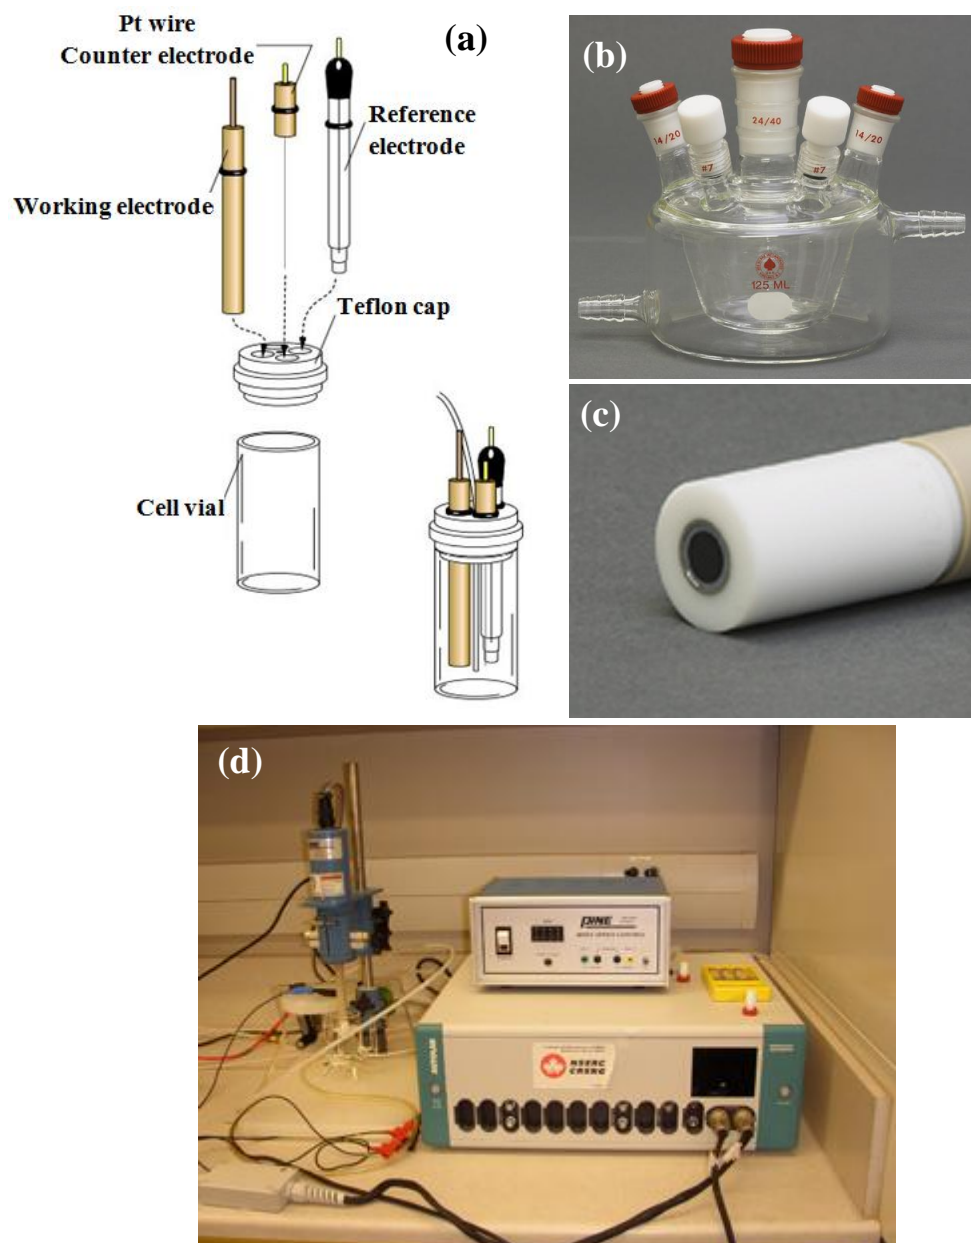 (a)
Pt wire
Counter electrode
Reference
electrode
Working electrode
Teflon cap
Cell vial
(b)
24/40
14/20
14/20
#7
#7
125 ML
(c)
(d)
PINE
AUTOLAB
NSERC
CRSNG